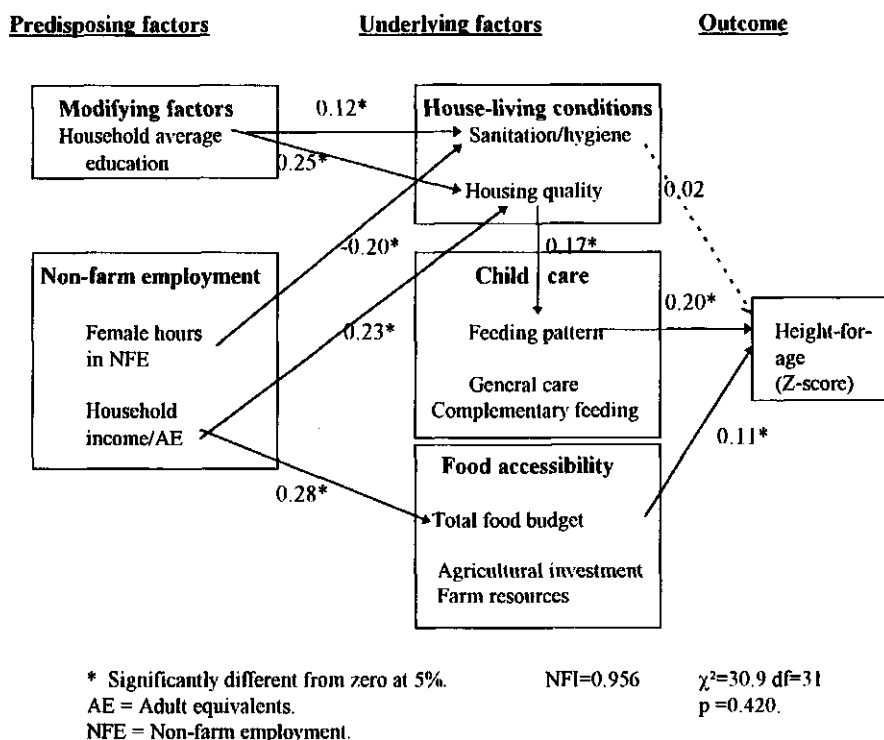 Predisposing factors Underlying factors Outcome
Modifying factors
Household average
education
0.12*
0.25*
House-living conditions
Sanitation/hygiene
Housing quality
0.02
-0.20*
0.17*
Non-farm employment
Female hours
in NFE
Household
income/AE
0.23*
0.28*
Child care
Feeding pattern
General care
Complementary feeding
0.20*
Height-for-
age
(Z-score)
0.11*
Food accessibility
Total food budget
Agricultural investment
Farm resources
* Significantly different from zero at 5%. NFI=0.956 χ²=30.9 df=31
AE = Adult equivalents. p =0.420.
NFE = Non-farm employment.